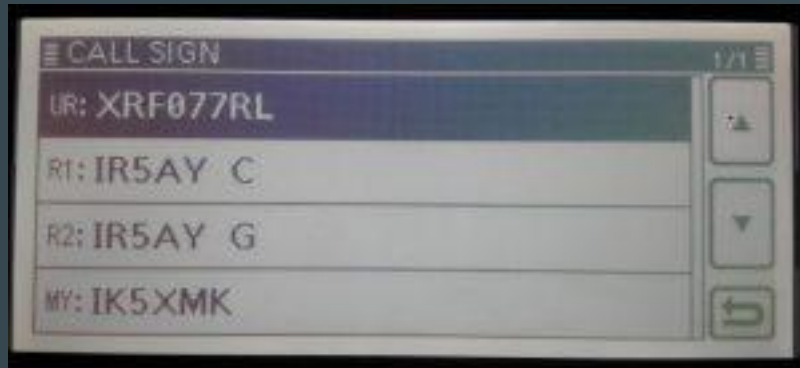 CALL SIGN 1/1
UR: XRF077RL
R1: IR5AY C
R2: IR5AY G
MY: IK5XMK